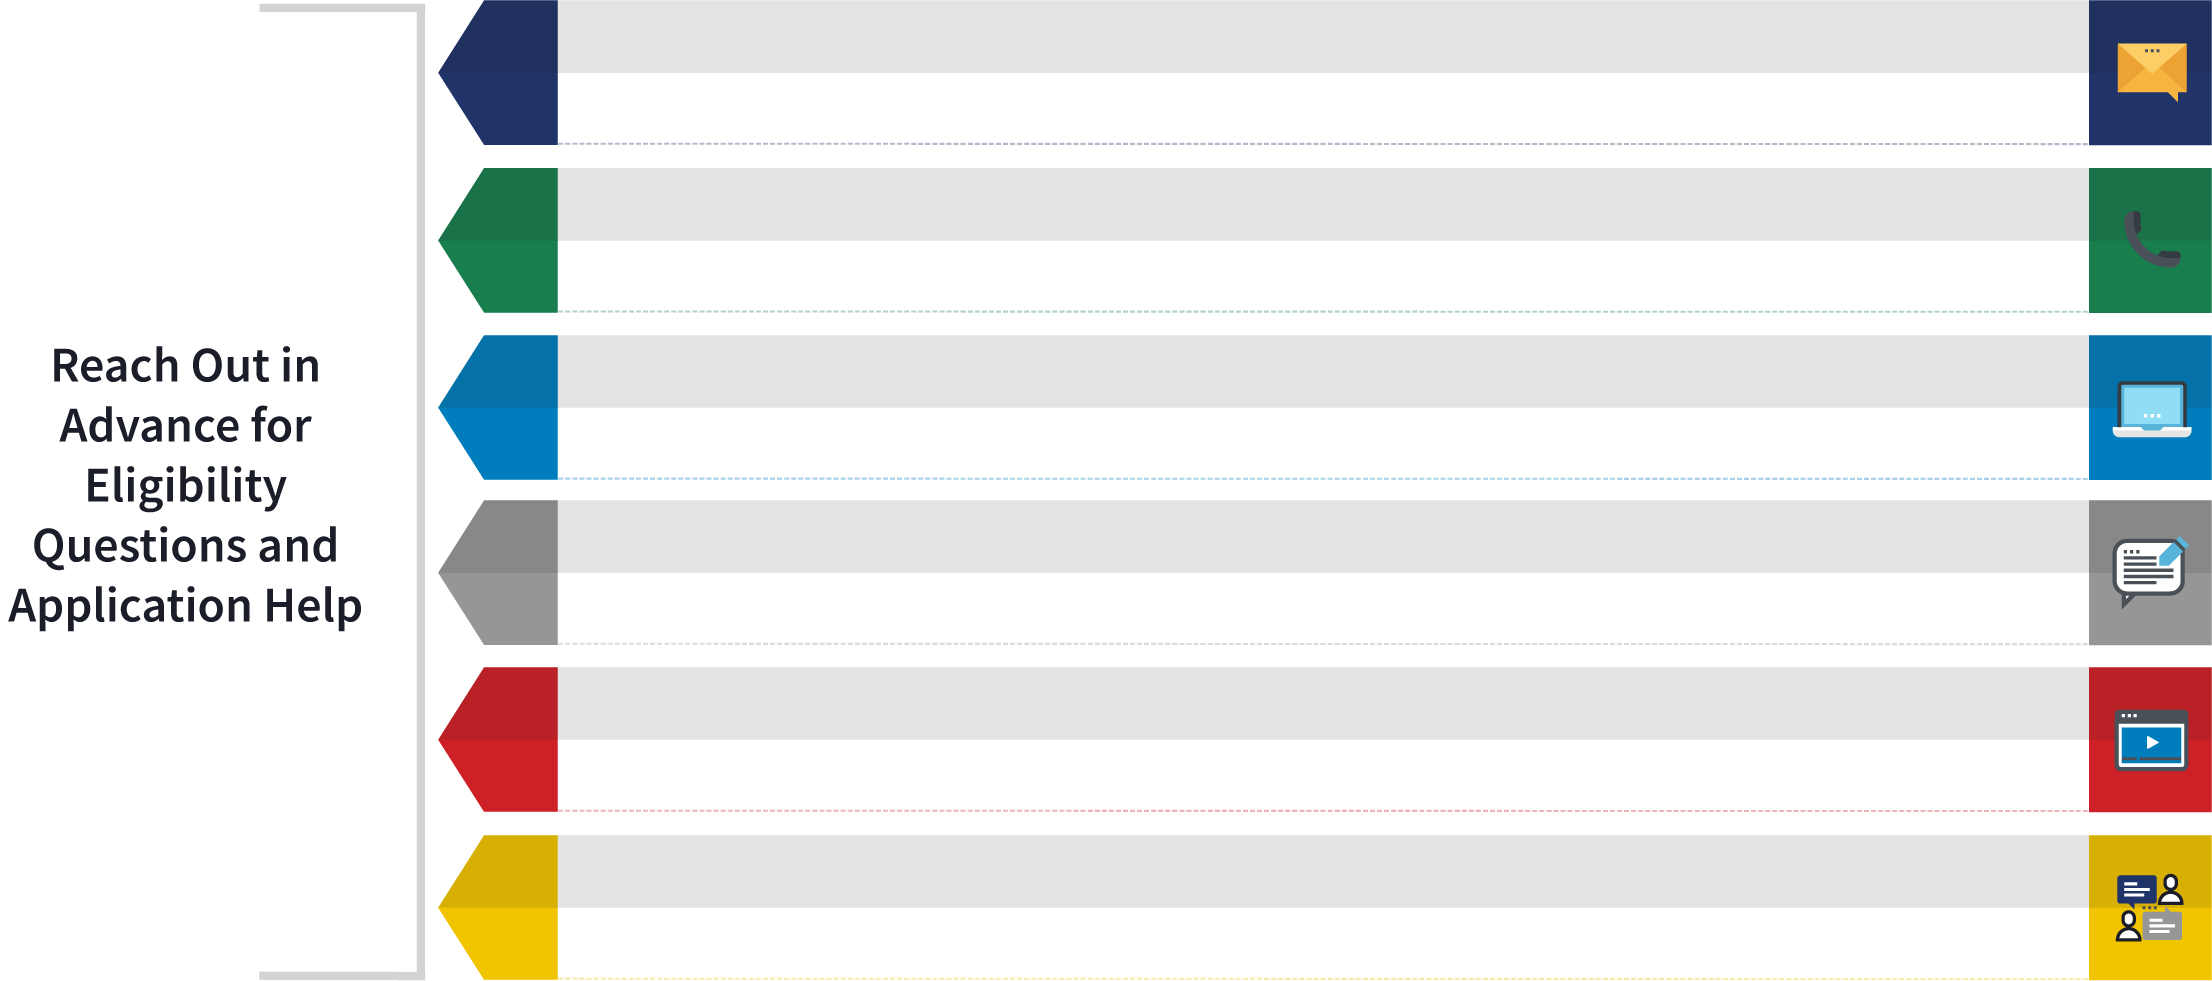 Reach Out in
Advance for
Eligibility
Questions and
Application Help